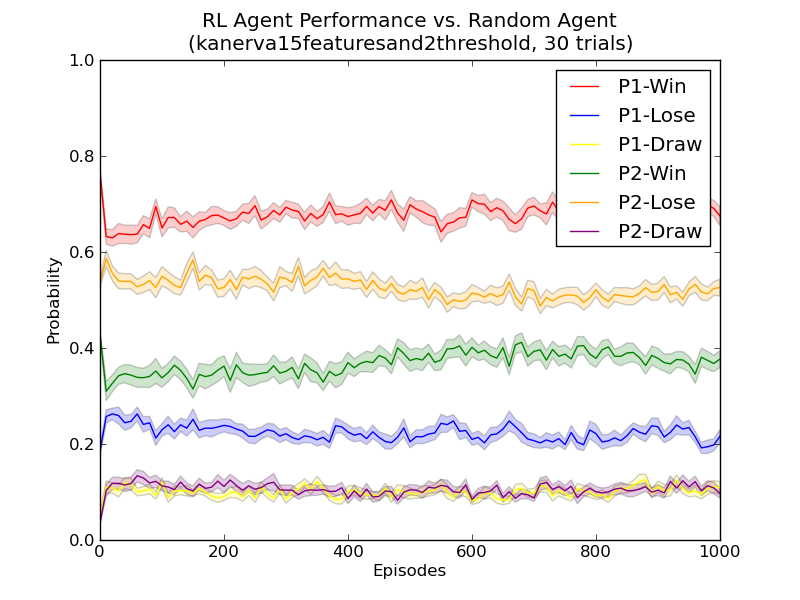 RL Agent Performance vs. Random Agent
(kanerva15featuresand2threshold, 30 trials)
1.0
0.8
0.6
0.4
0.2
0.0
Probability
P1-Win
P1-Lose
P1-Draw
P2-Win
P2-Lose
P2-Draw
0 200 400 600 800 1000
Episodes